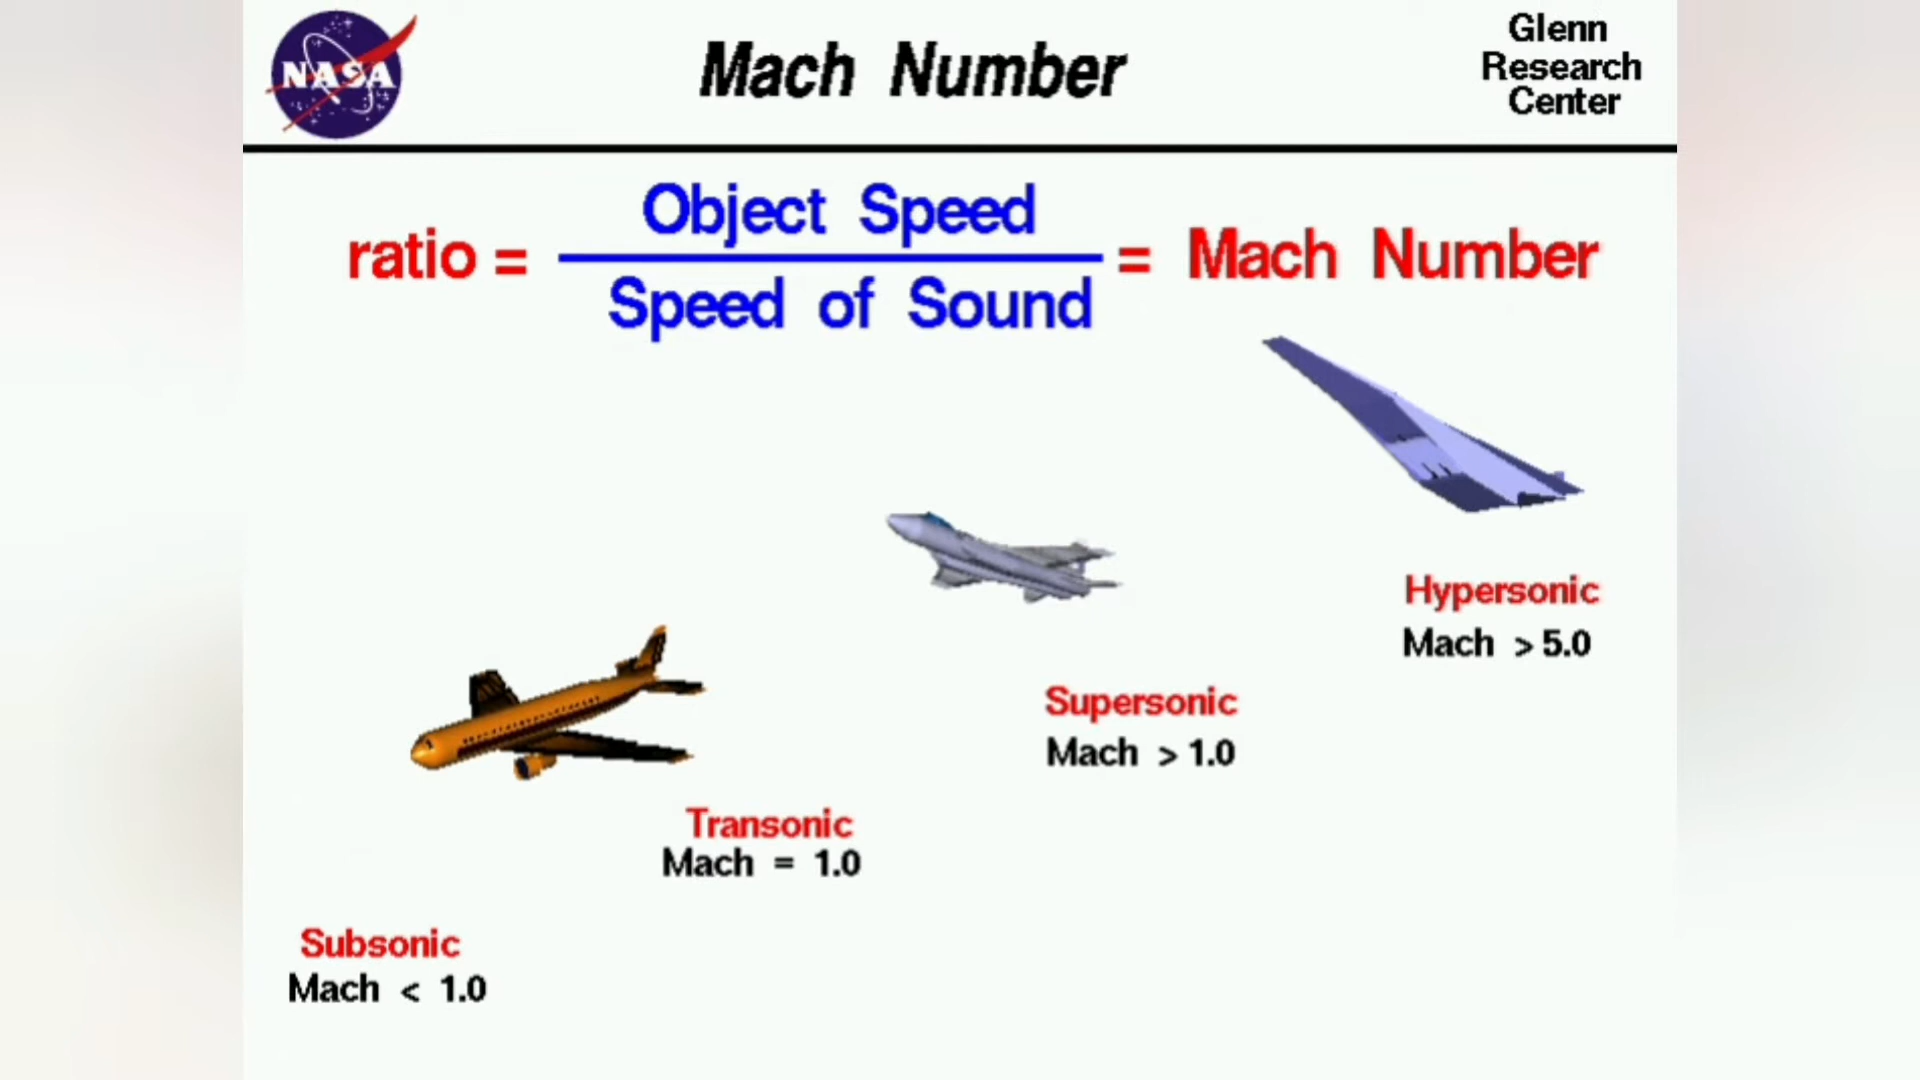 NASA
Mach Number
Glenn
Research
Center
ratio = Object Speed / Speed of Sound = Mach Number
Hypersonic
Mach > 5.0
Supersonic
Mach > 1.0
Transonic
Mach = 1.0
Subsonic
Mach < 1.0